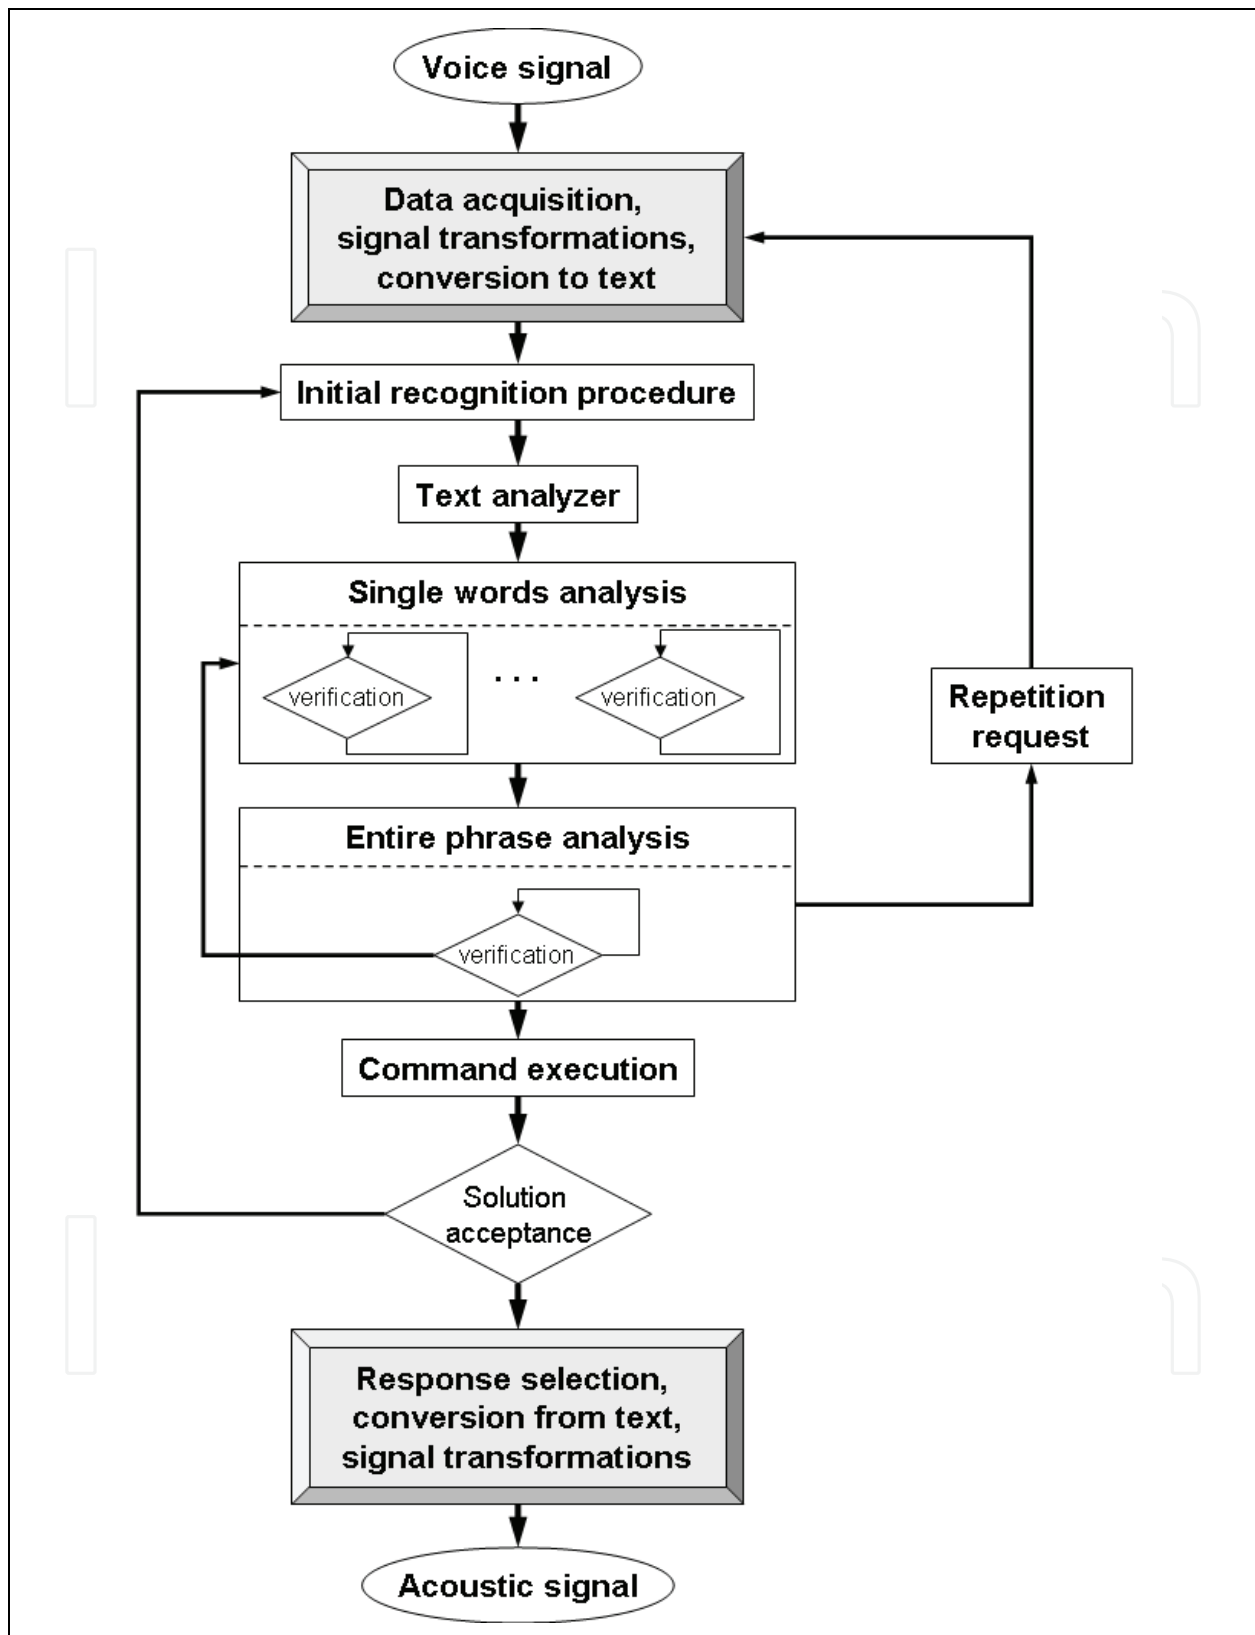 Voice signal
Data acquisition,
signal transformations,
conversion to text
Initial recognition procedure
Text analyzer
Single words analysis
verification
. . .
verification
Repetition
request
Entire phrase analysis
verification
Command execution
Solution
acceptance
Response selection,
conversion from text,
signal transformations
Acoustic signal